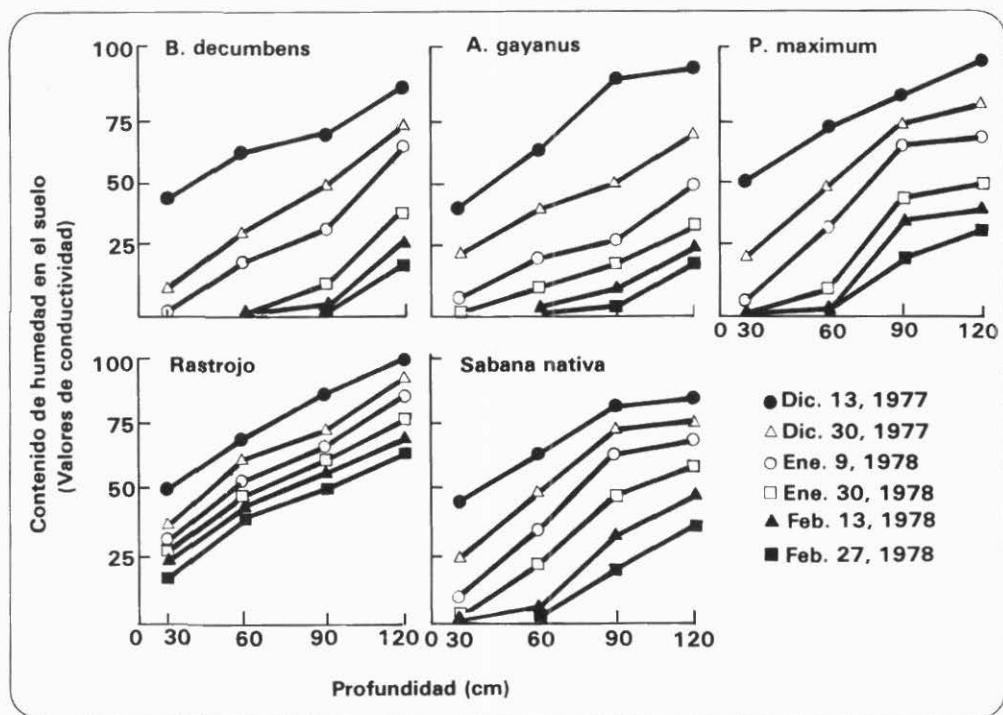 B. decumbens
A. gayanus
P. maximum
100
75
50
25
Rastrojo
Sabana nativa
100
75
50
25
0 30 60 90 120
0 30 60 90 120
0 30 60 90 120
Contenido de humedad en el suelo
(Valores de conductividad)
Profundidad (cm)
Dic. 13, 1977
Dic. 30, 1977
Ene. 9, 1978
Ene. 30, 1978
Feb. 13, 1978
Feb. 27, 1978